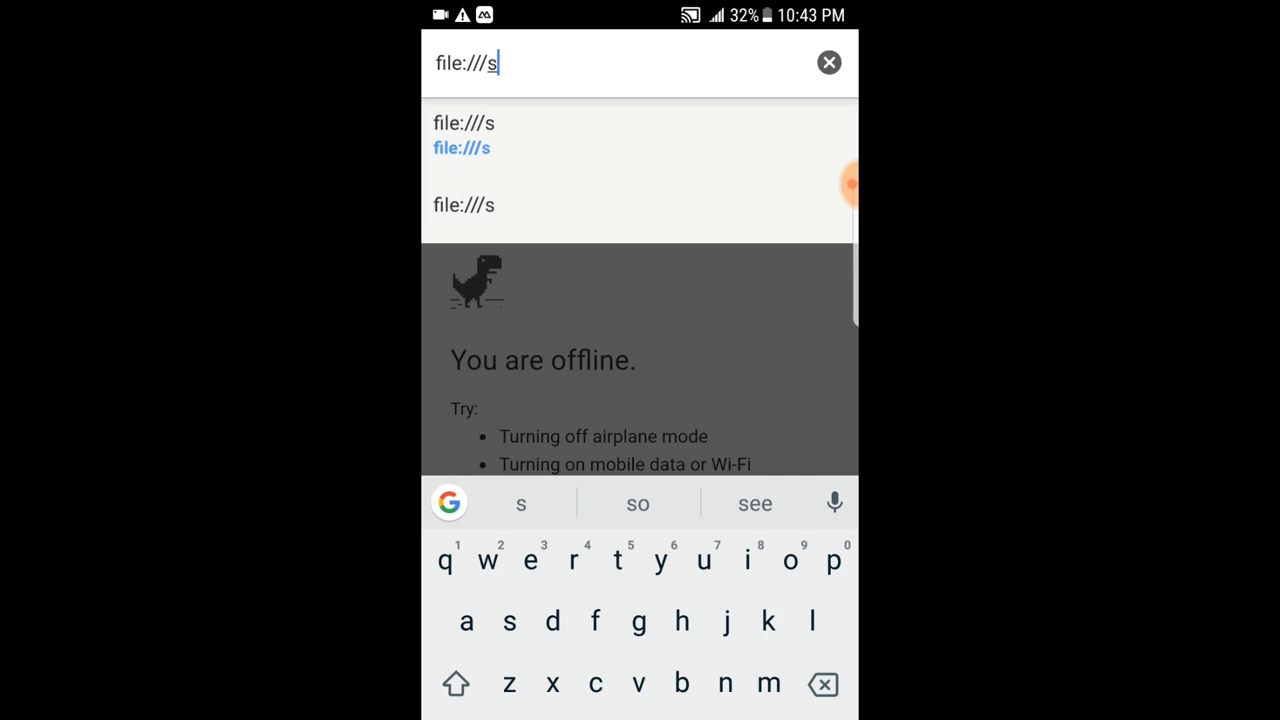 32% 10:43 PM
file:///s
file:///s
file:///s
file:///s
You are offline.
Try:
• Turning off airplane mode
• Turning on mobile data or Wi-Fi
G s so see
1 2 3 4 5 6 7 8 9 0
q w e r t y u i o p
a s d f g h j k l
z x c v b n m